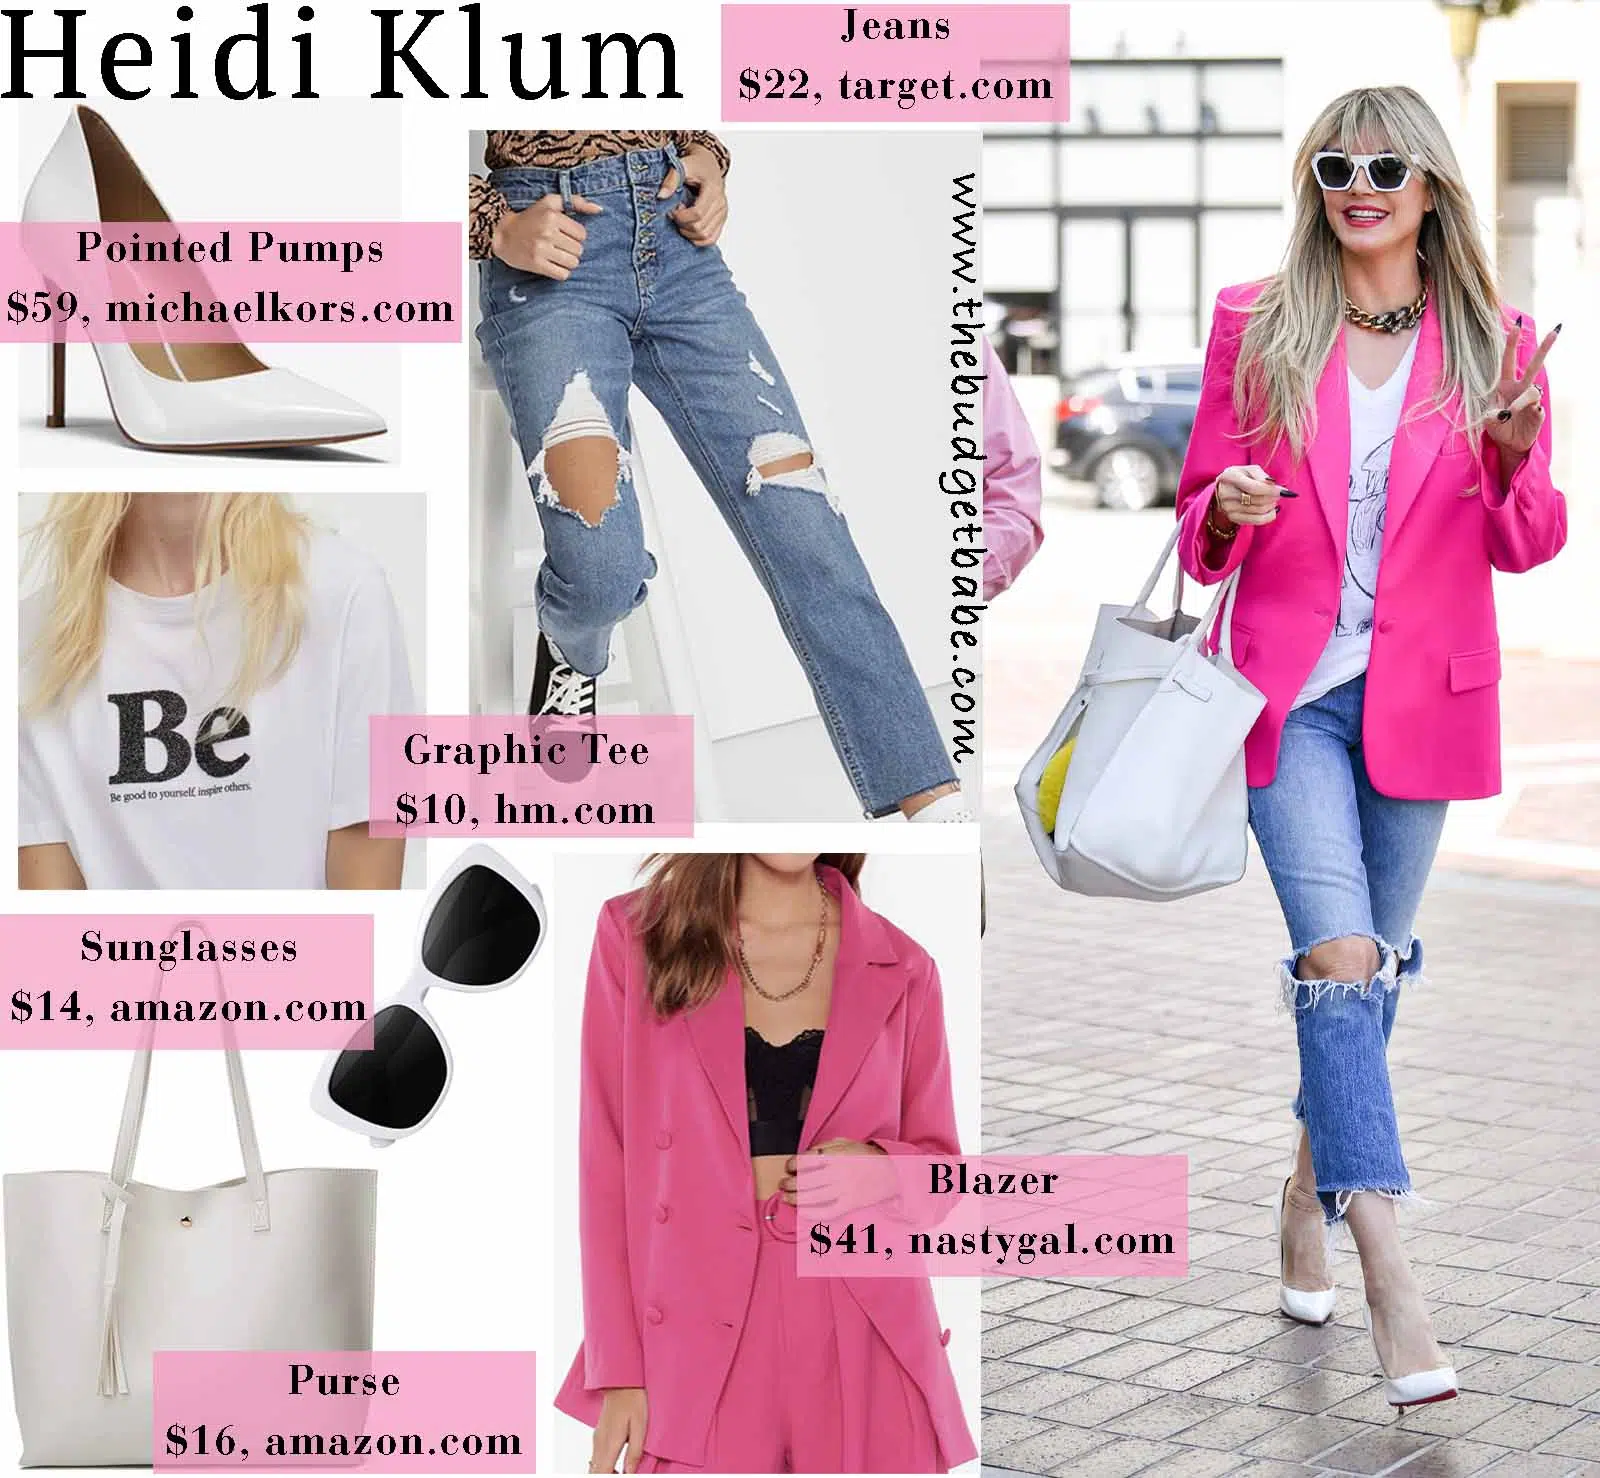 Heidi Klum
Jeans
$22, target.com
Pointed Pumps
$59, michaelkors.com
www.thebudgetbabe.com
Be
Be good to yourself, inspire others.
Graphic Tee
$10, hm.com
Sunglasses
$14, amazon.com
Blazer
$41, nastygal.com
Purse
$16, amazon.com